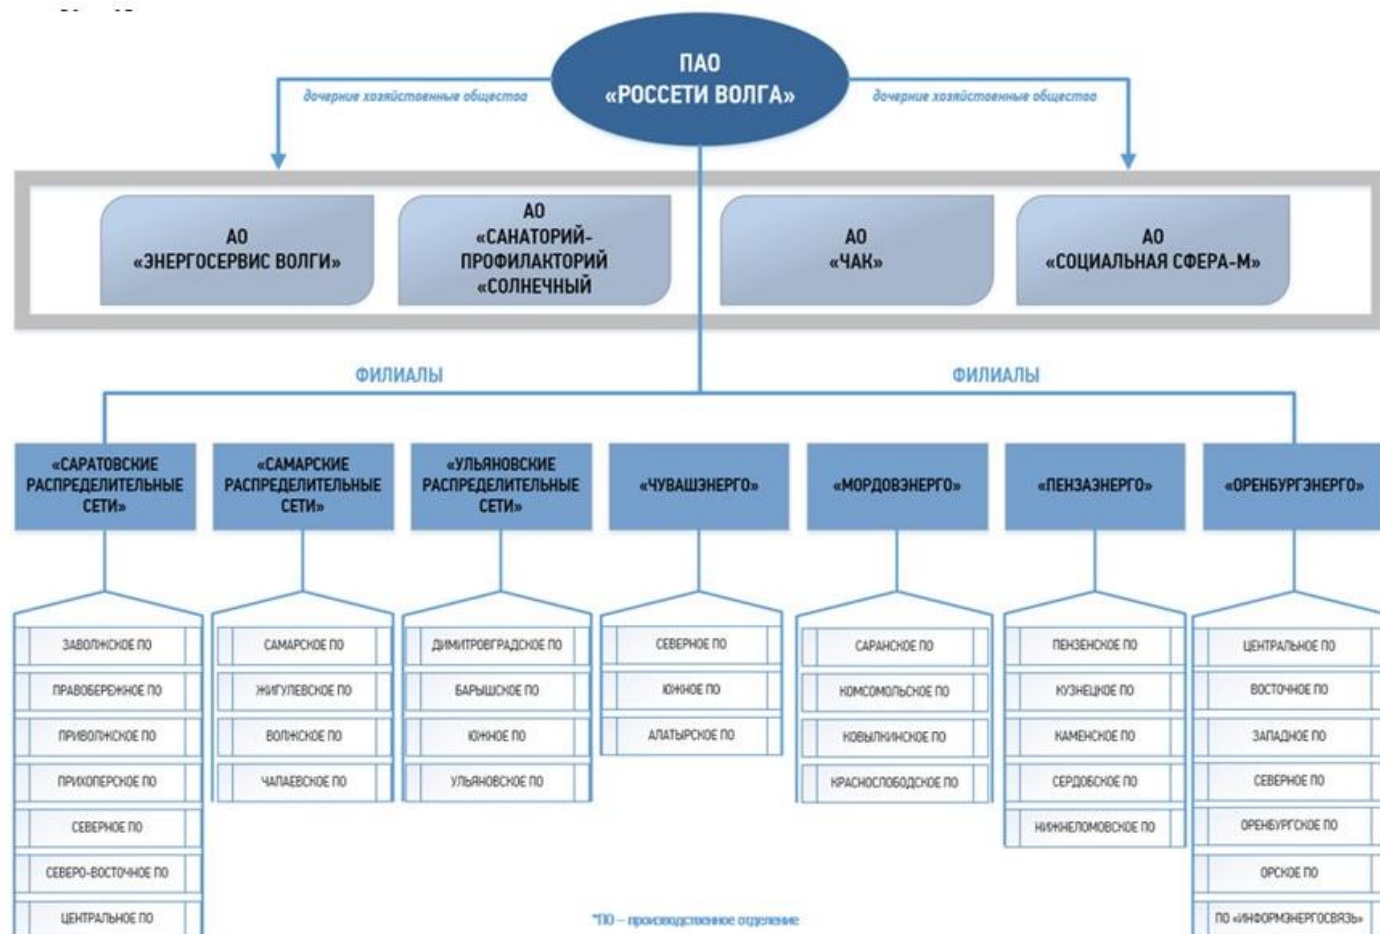 ПАО
«РОССЕТИ ВОЛГА»
дочерние хозяйственные общества
дочерние хозяйственные общества
АО
«ЭНЕРГОСЕРВИС ВОЛГИ»
АО
«САНАТОРИЙ-
ПРОФИЛАКТОРИЙ
«СОЛНЕЧНЫЙ
АО
«ЧАК»
АО
«СОЦИАЛЬНАЯ СФЕРА-М»
ФИЛИАЛЫ
ФИЛИАЛЫ
«САРАТОВСКИЕ
РАСПРЕДЕЛИТЕЛЬНЫЕ
СЕТИ»
«САМАРСКИЕ
РАСПРЕДЕЛИТЕЛЬНЫЕ
СЕТИ»
«УЛЬЯНОВСКИЕ
РАСПРЕДЕЛИТЕЛЬНЫЕ
СЕТИ»
«ЧУВАШЭНЕРГО»
«МОРДОВЭНЕРГО»
«ПЕНЗАЭНЕРГО»
«ОРЕНБУРГЭНЕРГО»
ЗАВОЛЖСКОЕ ПО
ПРАВОБЕРЕЖНОЕ ПО
ПРИВОЛЖСКОЕ ПО
ПРИХОПЕРСКОЕ ПО
СЕВЕРНОЕ ПО
СЕВЕРО-ВОСТОЧНОЕ ПО
ЦЕНТРАЛЬНОЕ ПО
САМАРСКОЕ ПО
ЖИГУЛЕВСКОЕ ПО
ВОЛЖСКОЕ ПО
ЧАПАЕВСКОЕ ПО
ДИМИТРОВГРАДСКОЕ ПО
БАРЫШСКОЕ ПО
ЮЖНОЕ ПО
УЛЬЯНОВСКОЕ ПО
СЕВЕРНОЕ ПО
ЮЖНОЕ ПО
АЛАТЫРСКОЕ ПО
САРАНСКОЕ ПО
КОМСОМОЛЬСКОЕ ПО
КОВЫЛКИНСКОЕ ПО
КРАСНОСЛОБОДСКОЕ ПО
ПЕНЗЕНСКОЕ ПО
КУЗНЕЦКОЕ ПО
КАМЕНСКОЕ ПО
СЕРДОБСКОЕ ПО
НИЖНЕЛОМОВСКОЕ ПО
ЦЕНТРАЛЬНОЕ ПО
ВОСТОЧНОЕ ПО
ЗАПАДНОЕ ПО
СЕВЕРНОЕ ПО
ОРЕНБУРГСКОЕ ПО
ОРСКОЕ ПО
ПО «ИНФОРМЭНЕРГОСВЯЗЬ»
*ПО – производственное отделение